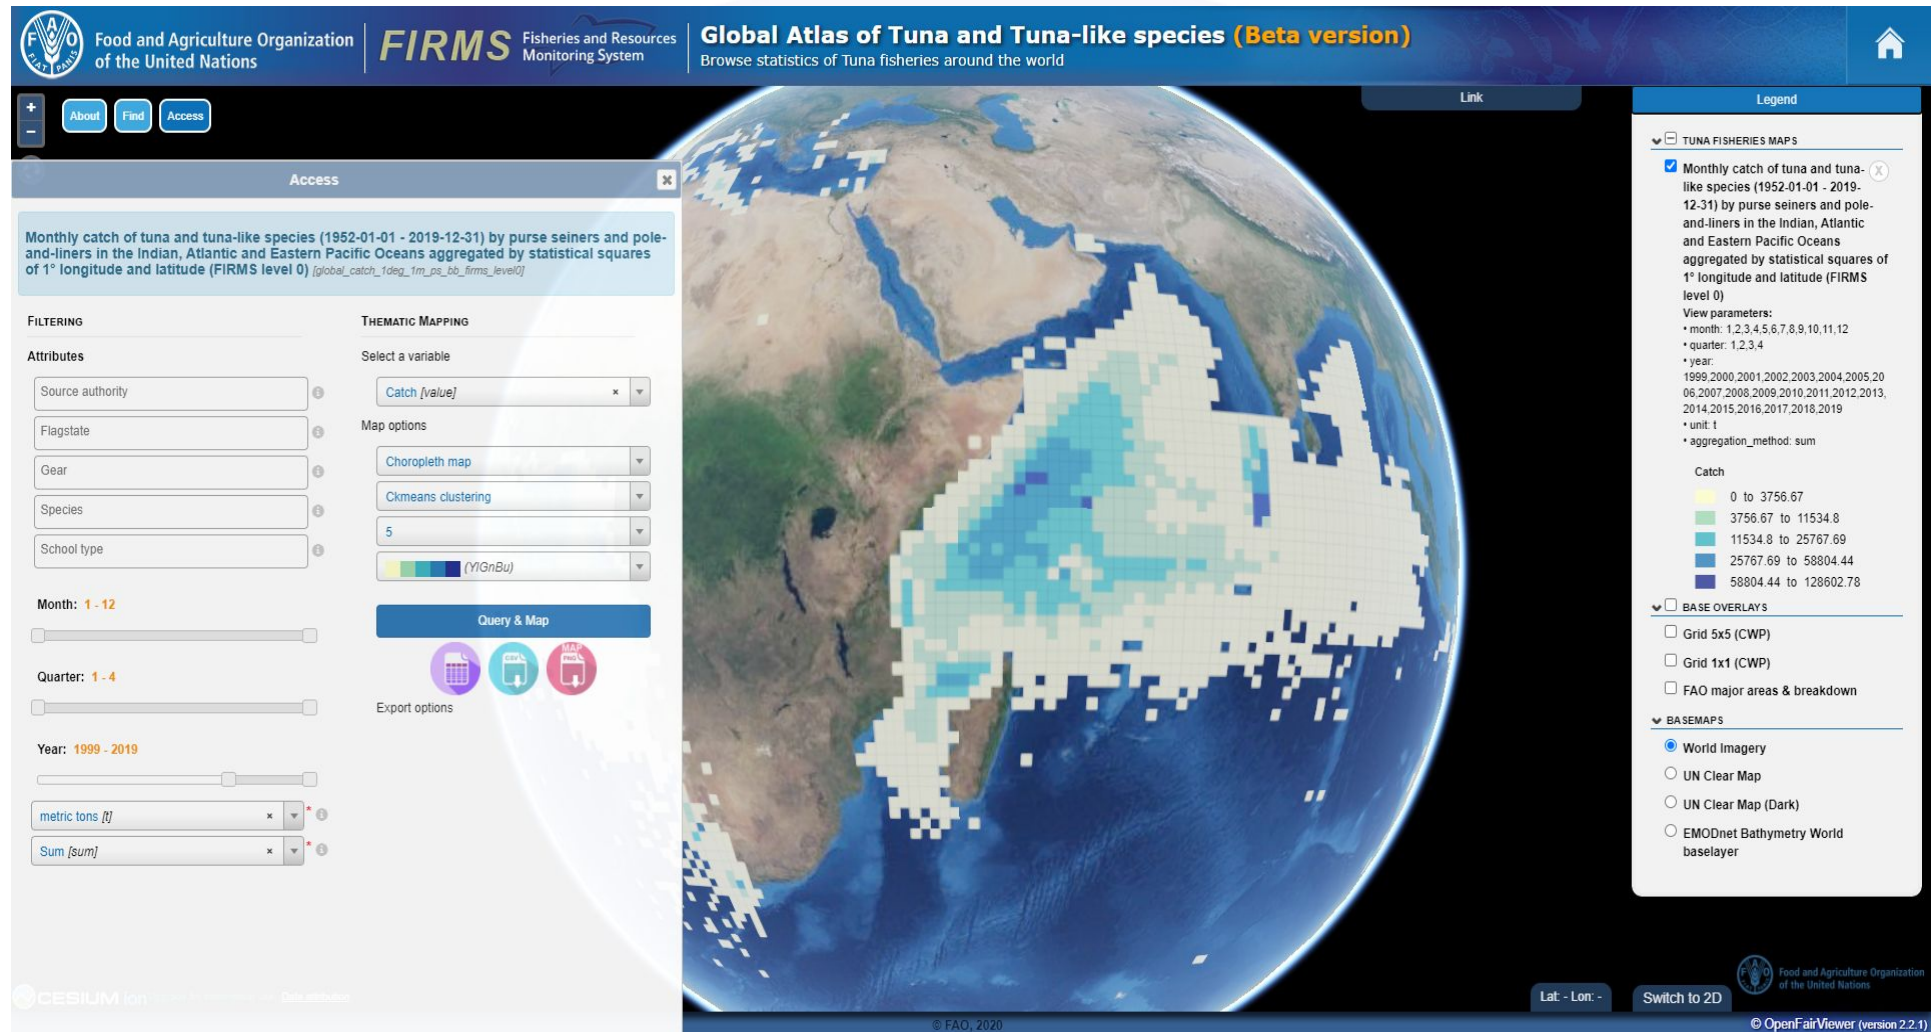 Food and Agriculture Organization
of the United Nations
FIRMS
Fisheries and Resources
Monitoring System
Global Atlas of Tuna and Tuna-like species (Beta version)
Browse statistics of Tuna fisheries around the world
+
−
About
Find
Access
Link
Legend
Access
Monthly catch of tuna and tuna-like species (1952-01-01 - 2019-12-31) by purse seiners and pole-
and-liners in the Indian, Atlantic and Eastern Pacific Oceans aggregated by statistical squares
of 1° longitude and latitude (FIRMS level 0) [global_catch_1deg_1m_ps_bb_firms_level0]
FILTERING
Attributes
Source authority
Flagstate
Gear
Species
School type
Month: 1 - 12
Quarter: 1 - 4
Year: 1999 - 2019
metric tons [t]
Sum [sum]
THEMATIC MAPPING
Select a variable
Catch [value]
Map options
Choropleth map
Ckmeans clustering
5
(YlGnBu)
Query & Map
CSV
MAP
PNG
Export options
TUNA FISHERIES MAPS
Monthly catch of tuna and tuna-
like species (1952-01-01 - 2019-
12-31) by purse seiners and pole-
and-liners in the Indian, Atlantic
and Eastern Pacific Oceans
aggregated by statistical squares of
1° longitude and latitude (FIRMS
level 0)
View parameters:
• month: 1,2,3,4,5,6,7,8,9,10,11,12
• quarter: 1,2,3,4
• year:
1999,2000,2001,2002,2003,2004,2005,20
06,2007,2008,2009,2010,2011,2012,2013,
2014,2015,2016,2017,2018,2019
• unit: t
• aggregation_method: sum
Catch
0 to 3756.67
3756.67 to 11534.8
11534.8 to 25767.69
25767.69 to 58804.44
58804.44 to 128602.78
BASE OVERLAYS
Grid 5x5 (CWP)
Grid 1x1 (CWP)
FAO major areas & breakdown
BASEMAPS
World Imagery
UN Clear Map
UN Clear Map (Dark)
EMODnet Bathymetry World
baselayer
Food and Agriculture Organization
of the United Nations
CESIUM ion
Data attribution
Lat: - Lon: -
Switch to 2D
© FAO, 2020
© OpenFairViewer (version 2.2.1)